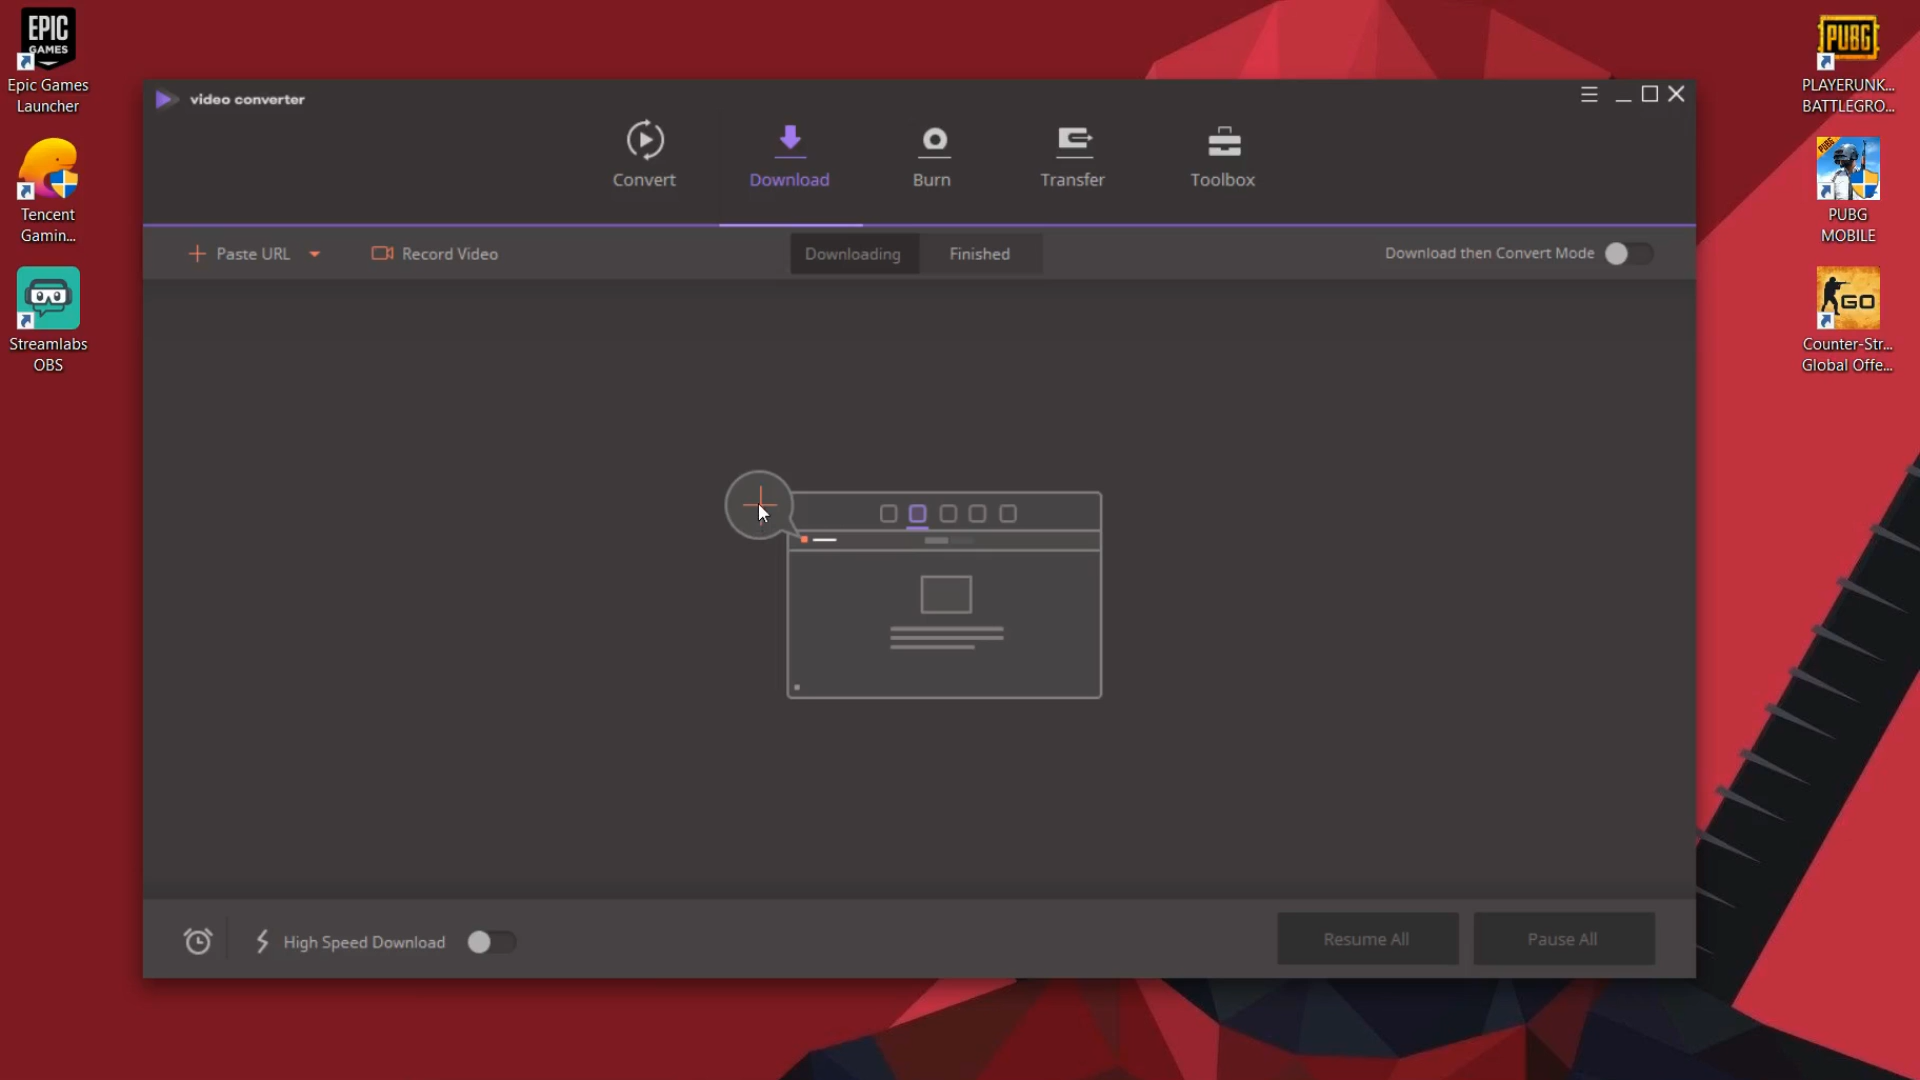 EPIC
GAMES
Epic Games
Launcher
Tencent
Gamin...
Streamlabs
OBS
video converter
Convert
Download
Burn
Transfer
Toolbox
Paste URL
Record Video
Downloading
Finished
Download then Convert Mode
High Speed Download
Resume All
Pause All
PUBG
PLAYERUNK...
BATTLEGRO...
PUBG
PUBG
MOBILE
GO
Counter-Str...
Global Offe...